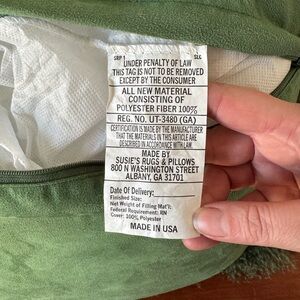 SRP 1 SLC
UNDER PENALTY OF LAW
THIS TAG IS NOT TO BE REMOVED
EXCEPT BY THE CONSUMER
ALL NEW MATERIAL
CONSISTING OF
POLYESTER FIBER 100%
REG. NO. UT-3480 (GA)
CERTIFICATION IS MADE BY THE MANUFACTURER
THAT THE MATERIALS IN THIS ARTICLE ARE
DESCRIBED IN ACCORDANCE WITH LAW.
MADE BY
SUSIE'S RUGS & PILLOWS
800 N WASHINGTON STREET
ALBANY, GA 31701
Date Of Delivery:
Finished Size:
Net Weight of Filling Mat'l:
Federal Requirement: RN
Cover: 100% Polyester
MADE IN USA